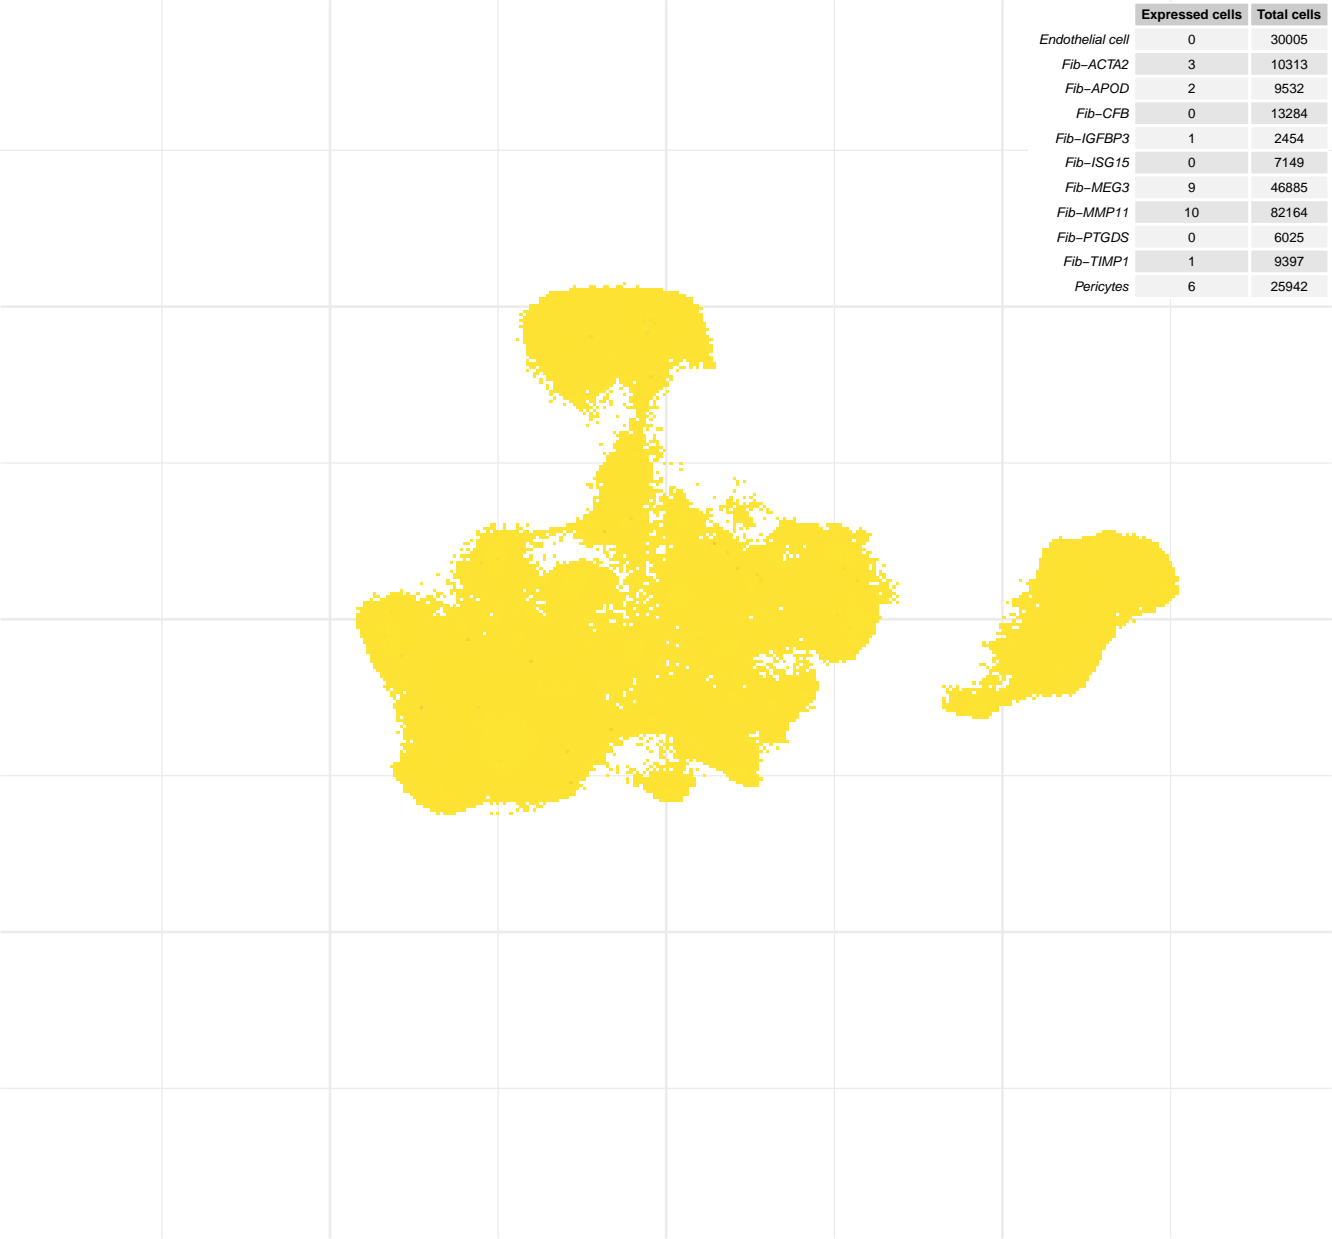 Expressed cells Total cells
Endothelial cell 0 30005
Fib−ACTA2 3 10313
Fib−APOD 2 9532
Fib−CFB 0 13284
Fib−IGFBP3 1 2454
Fib−ISG15 0 7149
Fib−MEG3 9 46885
Fib−MMP11 10 82164
Fib−PTGDS 0 6025
Fib−TIMP1 1 9397
Pericytes 6 25942